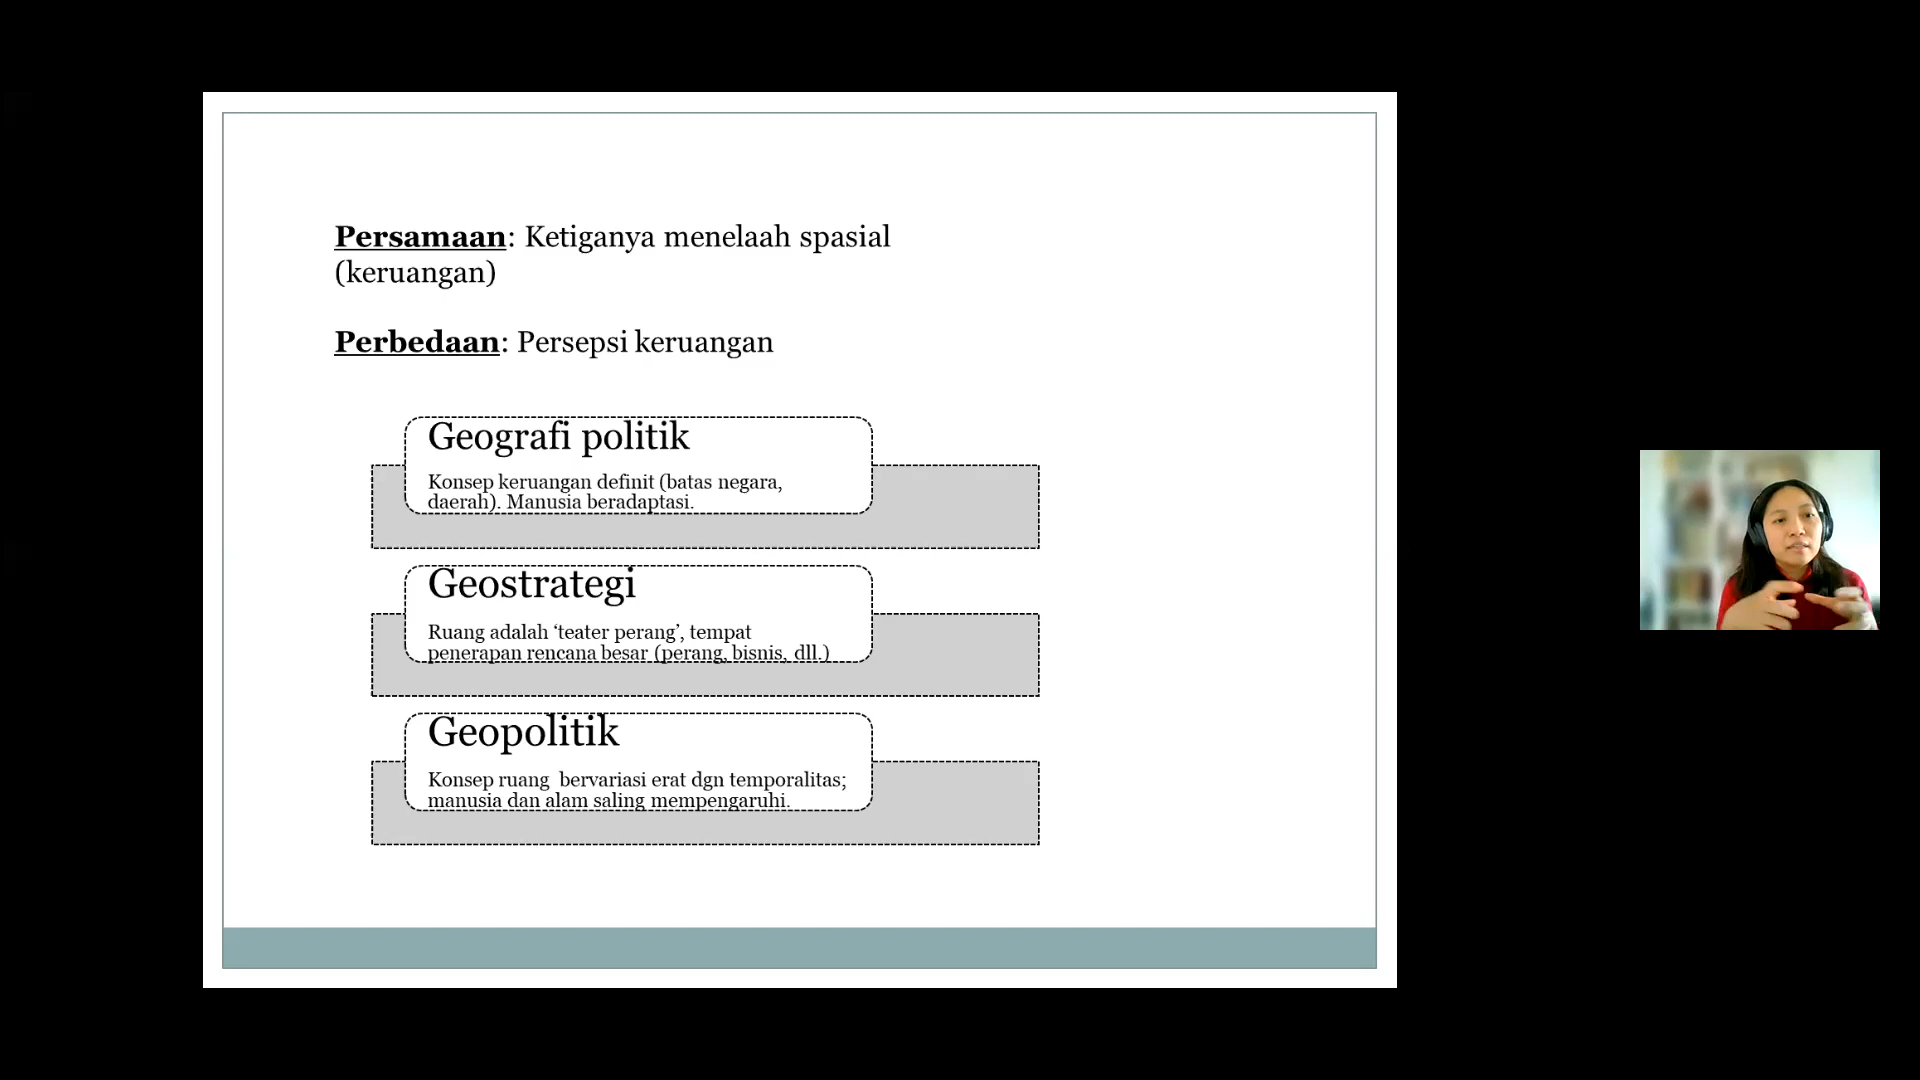 Persamaan: Ketiganya menelaah spasial
(keruangan)
Perbedaan: Persepsi keruangan
Geografi politik
Konsep keruangan definit (batas negara,
daerah). Manusia beradaptasi.
Geostrategi
Ruang adalah ‘teater perang’, tempat
penerapan rencana besar (perang, bisnis, dll.)
Geopolitik
Konsep ruang bervariasi erat dgn temporalitas;
manusia dan alam saling mempengaruhi.